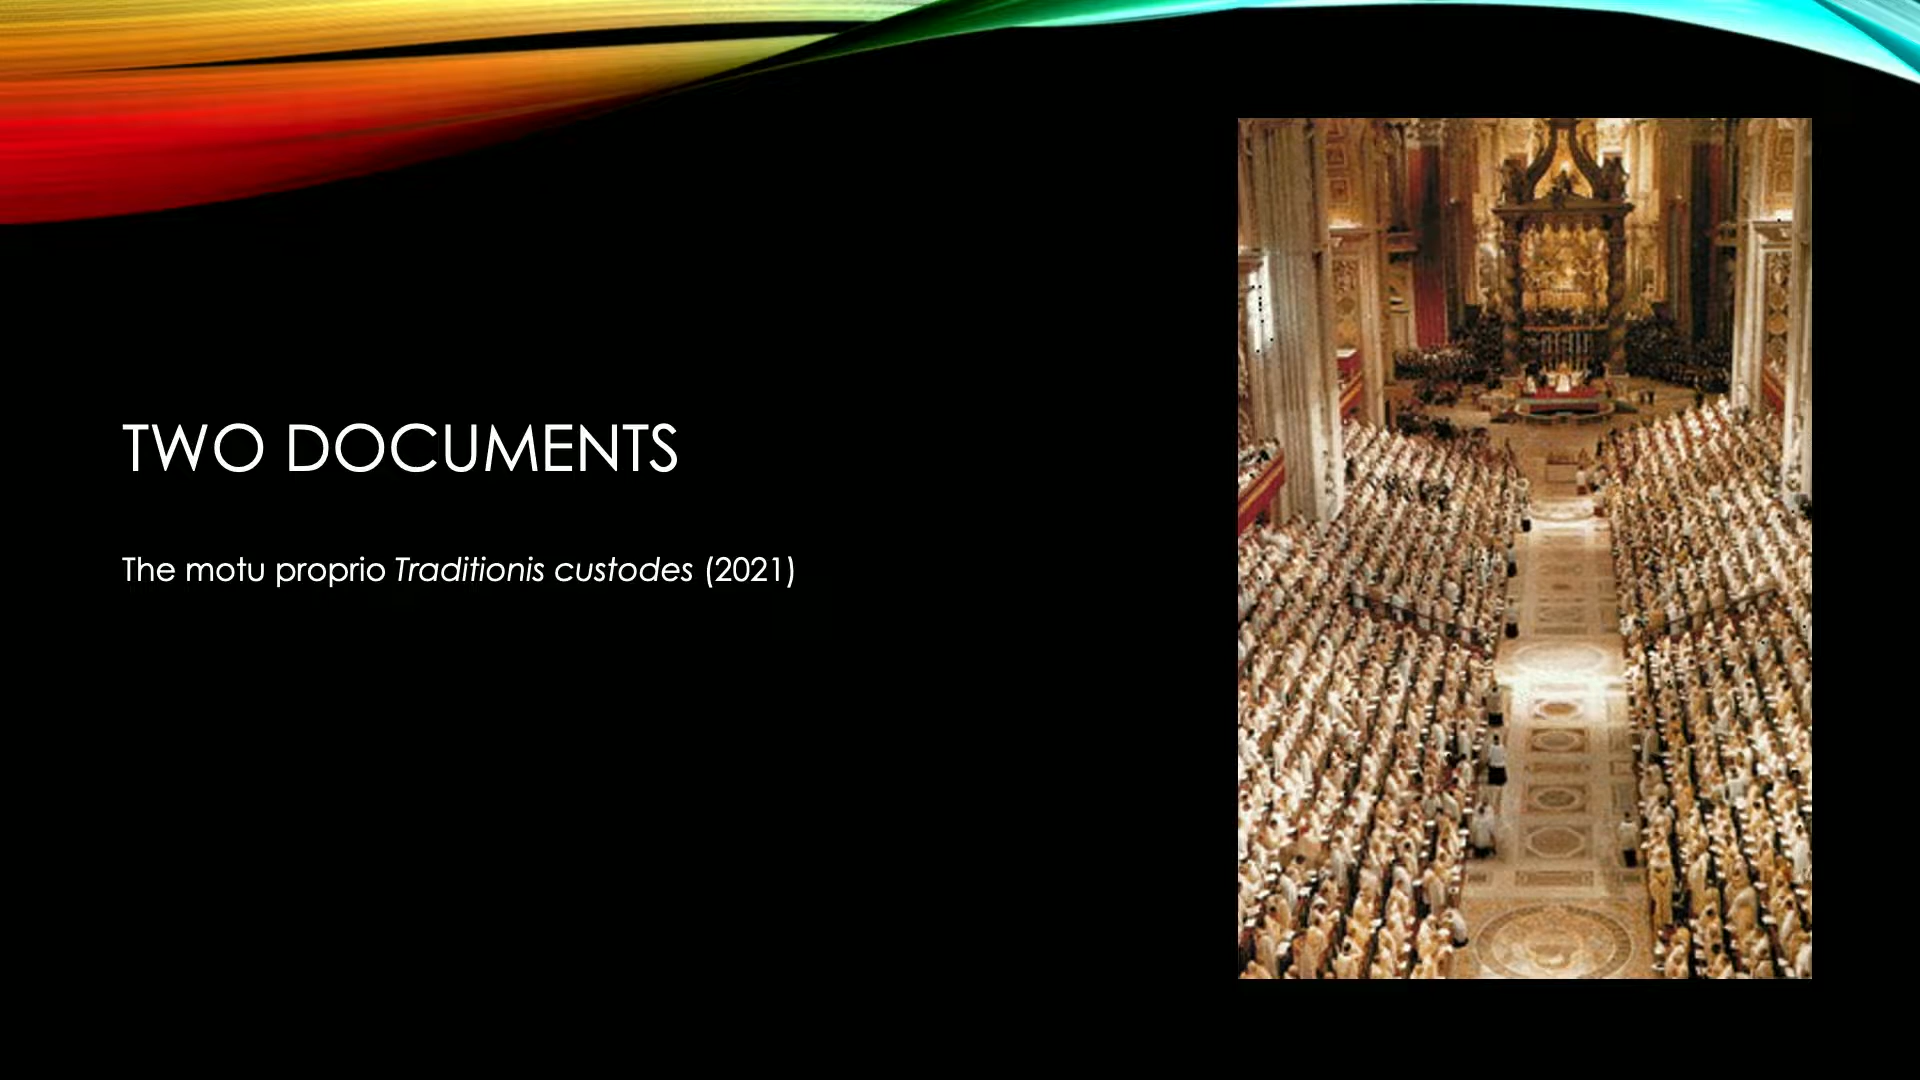 TWO DOCUMENTS
The motu proprio Traditionis custodes (2021)